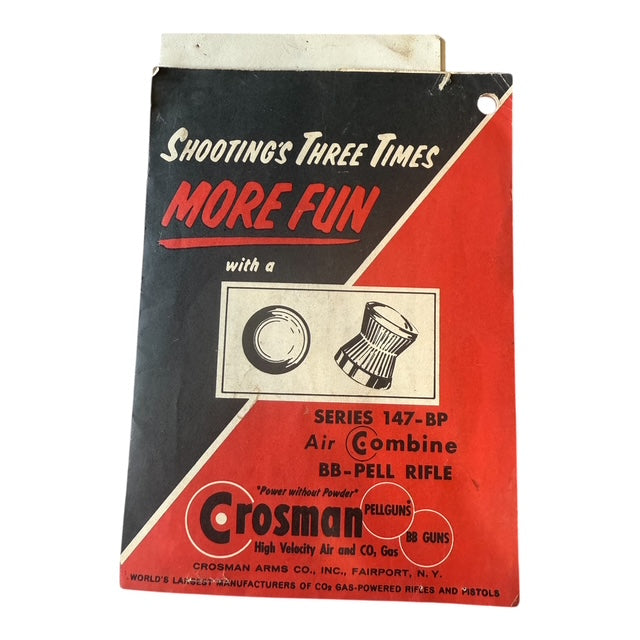 SHOOTING'S THREE TIMES
MORE FUN
with a
SERIES 147-BP
Air Combine
BB-PELL RIFLE
"Power without Powder"
Crosman
PELLGUNS
BB GUNS
High Velocity Air and CO₂ Gas
CROSMAN ARMS CO., INC., FAIRPORT, N. Y.
WORLD'S LARGEST MANUFACTURERS OF CO₂ GAS-POWERED RIFLES AND PISTOLS